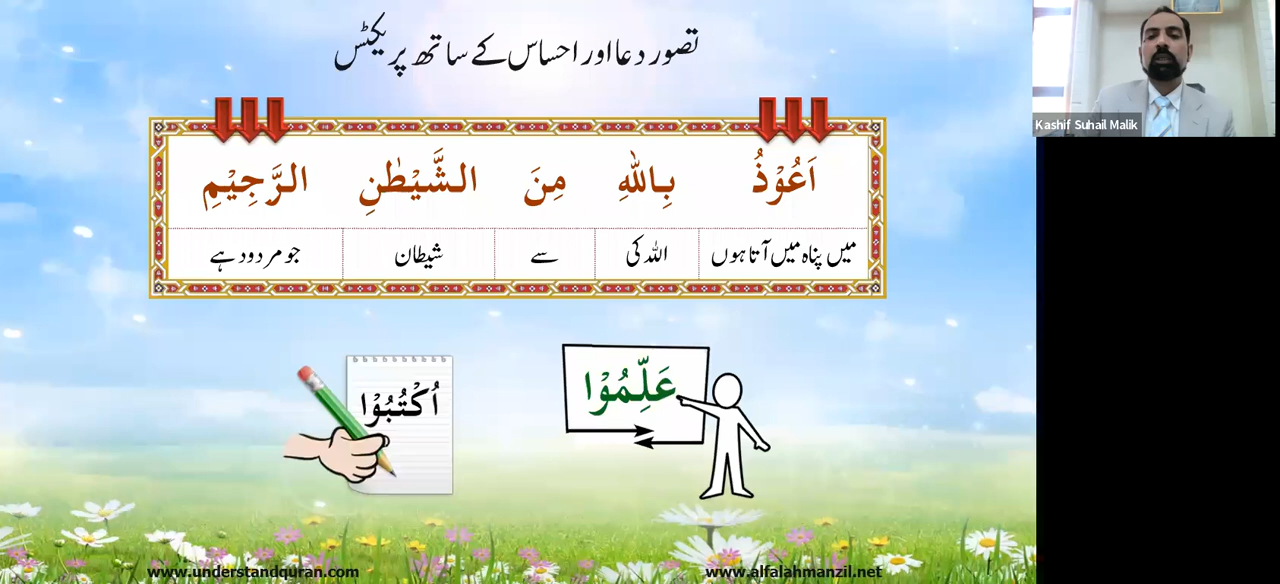 تصور دعا اور احساس کے ساتھ پریکٹس
Kashif Suhail Malik
اَعُوْذُ بِاللّٰهِ مِنَ الشَّيْطٰنِ الرَّجِيْمِ
میں پناہ میں آتا ہوں اللہ کی سے شیطان جو مردود ہے
عَلِّمُوْا
اُكْتُبُوْا
www.understandquran.com www.alfalahmanzil.net